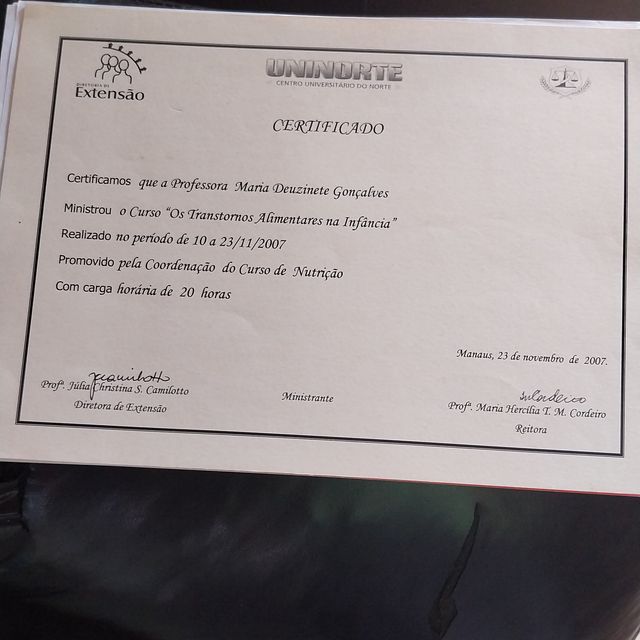 DIRETORIA DE
Extensão
UNINORTE
CENTRO UNIVERSITÁRIO DO NORTE
CERTIFICADO
Certificamos que a Professora Maria Deuzinete Gonçalves
Ministrou o Curso "Os Transtornos Alimentares na Infância"
Realizado no período de 10 a 23/11/2007
Promovido pela Coordenação do Curso de Nutrição
Com carga horária de 20 horas
Manaus, 23 de novembro de 2007.
Profª. Júlia Christina S. Camilotto
Diretora de Extensão
Ministrante
Profª. Maria Hercília T. M. Cordeiro
Reitora